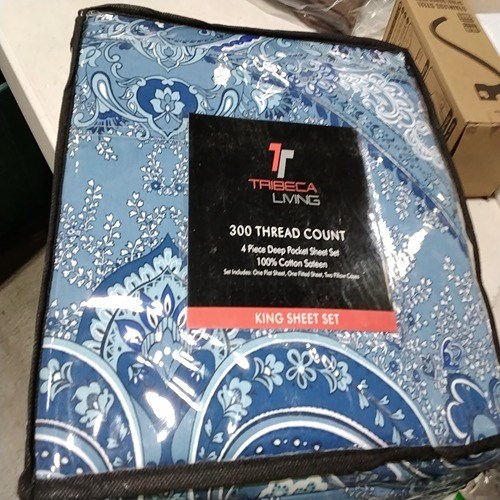 TRIBECA
LIVING
300 THREAD COUNT
4 Piece Deep Pocket Sheet Set
100% Cotton Sateen
Set Includes: One Flat Sheet, One Fitted Sheet, Two Pillow Cases
KING SHEET SET